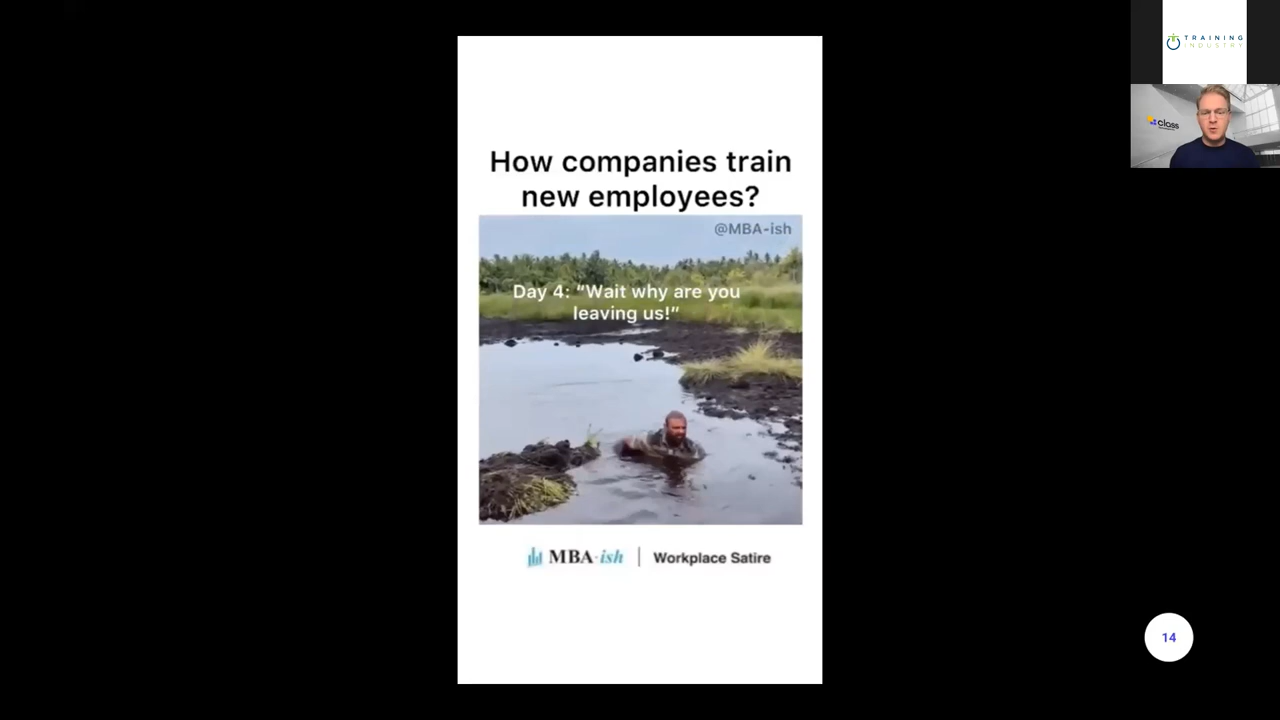 How companies train
new employees?
@MBA-ish
Day 4: “Wait why are you
leaving us!”
MBA-ish | Workplace Satire
TRAINING
INDUSTRY
class
14